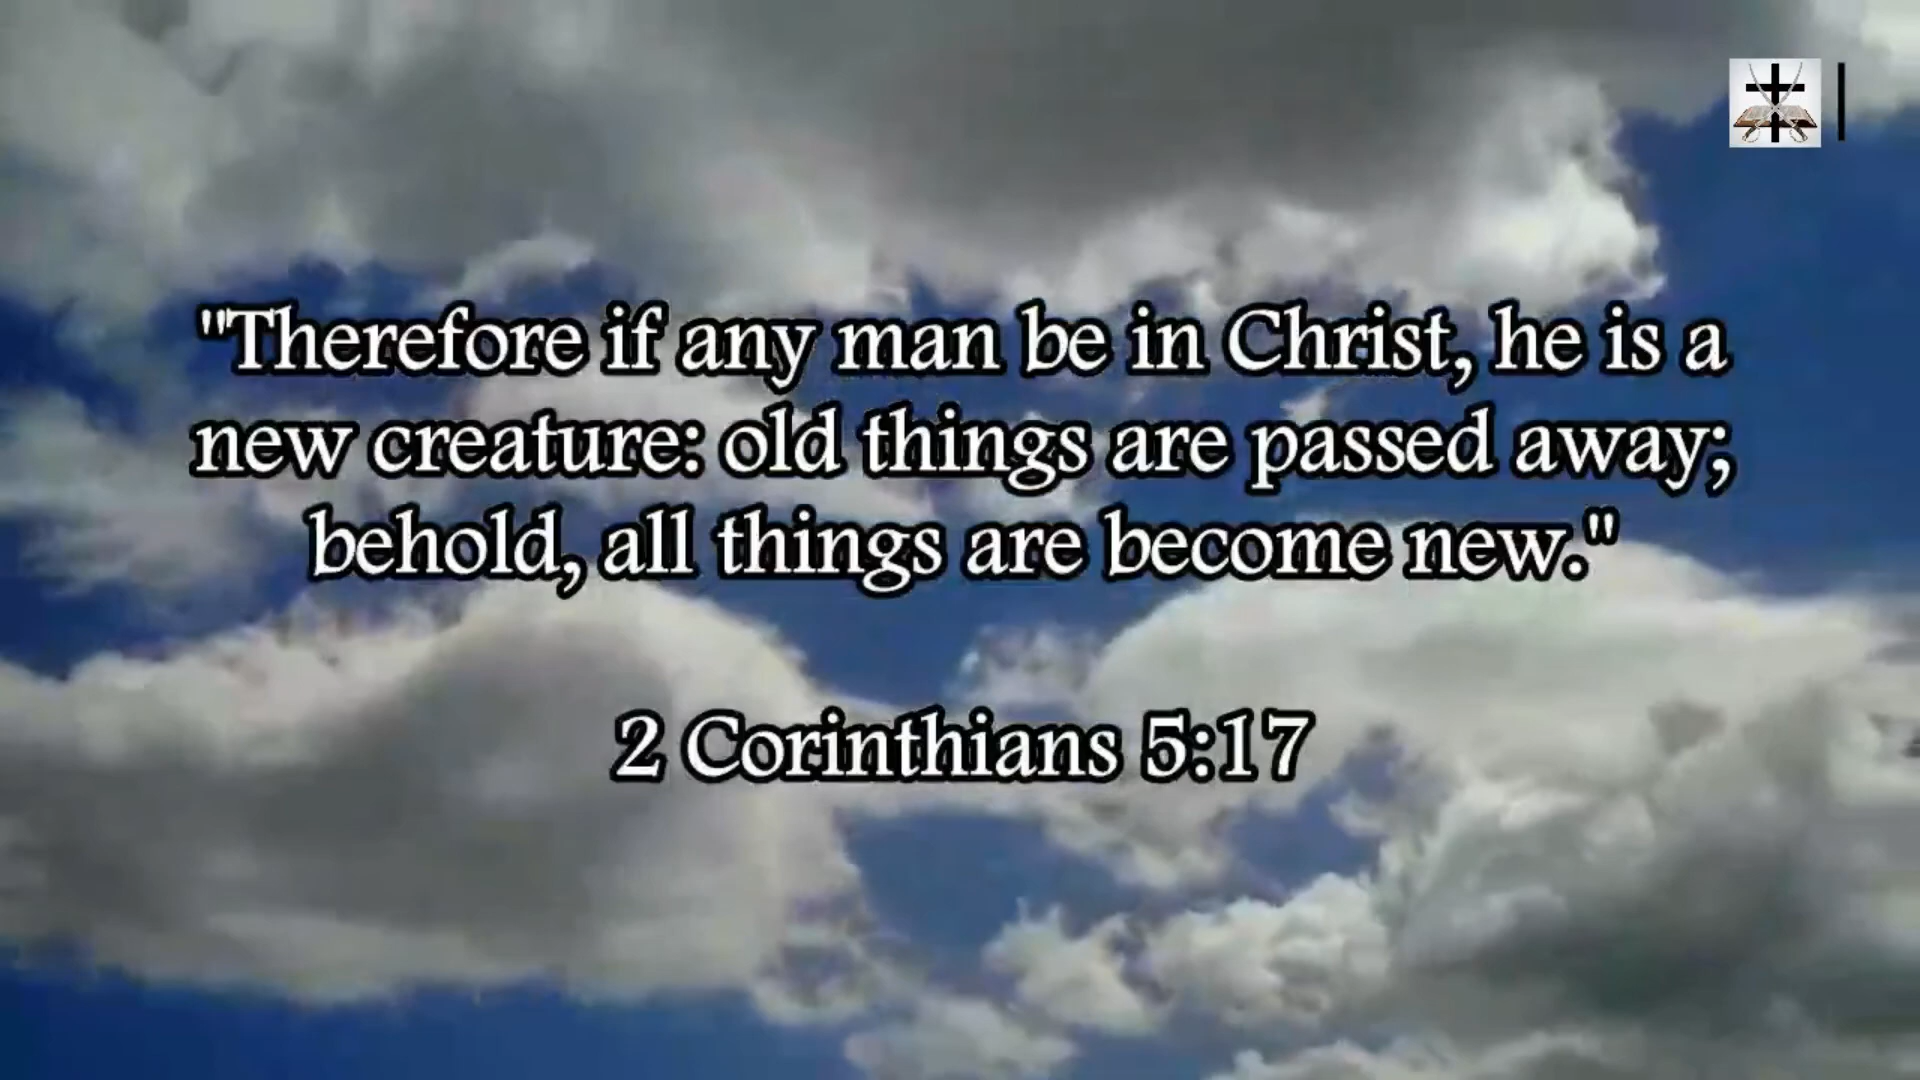 "Therefore if any man be in Christ, he is a
new creature: old things are passed away;
behold, all things are become new."
2 Corinthians 5:17